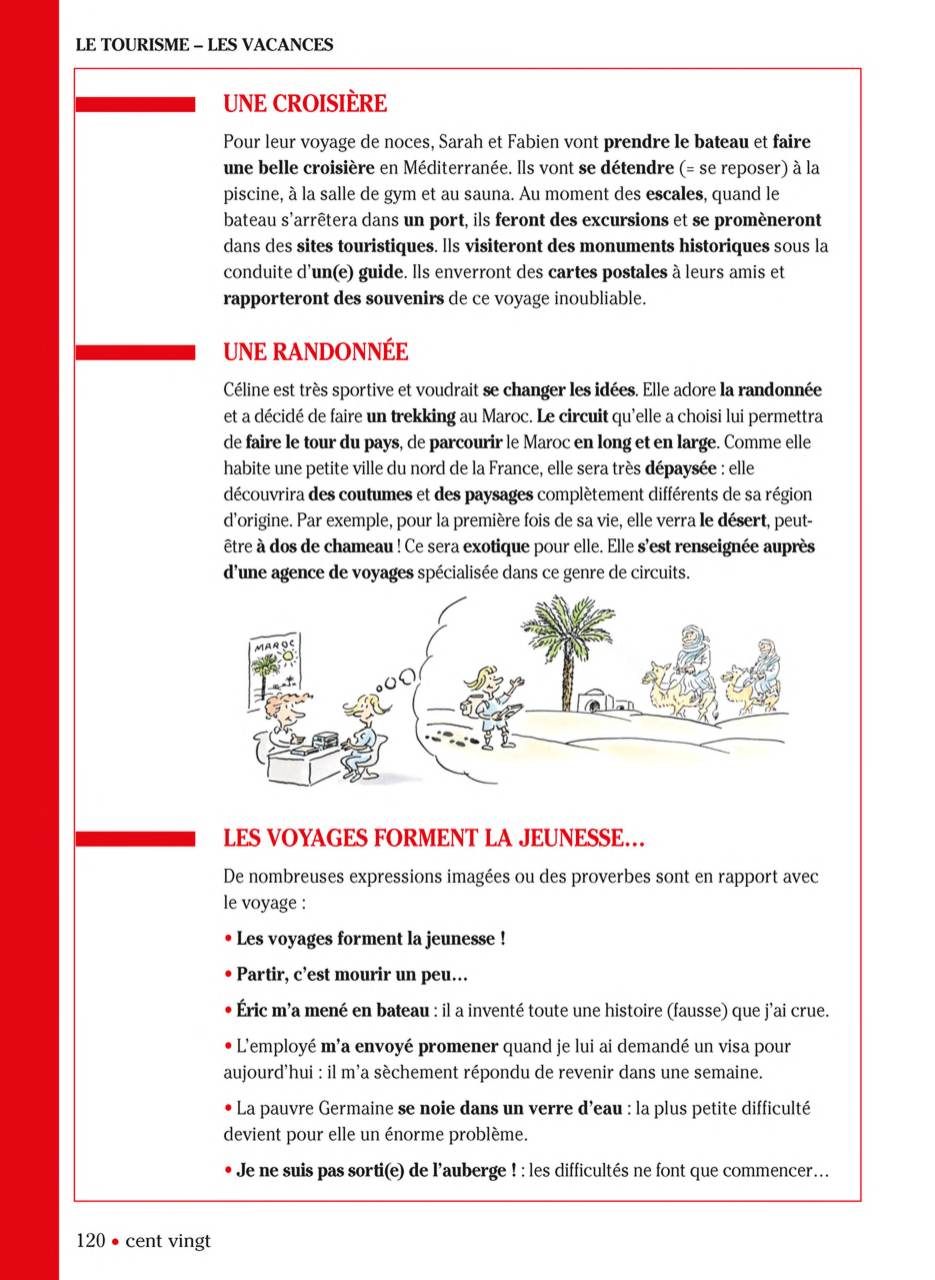 LE TOURISME – LES VACANCES
UNE CROISIÈRE
Pour leur voyage de noces, Sarah et Fabien vont prendre le bateau et faire
une belle croisière en Méditerranée. Ils vont se détendre (= se reposer) à la
piscine, à la salle de gym et au sauna. Au moment des escales, quand le
bateau s’arrêtera dans un port, ils feront des excursions et se promèneront
dans des sites touristiques. Ils visiteront des monuments historiques sous la
conduite d’un(e) guide. Ils enverront des cartes postales à leurs amis et
rapporteront des souvenirs de ce voyage inoubliable.
UNE RANDONNÉE
Céline est très sportive et voudrait se changer les idées. Elle adore la randonnée
et a décidé de faire un trekking au Maroc. Le circuit qu’elle a choisi lui permettra
de faire le tour du pays, de parcourir le Maroc en long et en large. Comme elle
habite une petite ville du nord de la France, elle sera très dépaysée : elle
découvrira des coutumes et des paysages complètement différents de sa région
d’origine. Par exemple, pour la première fois de sa vie, elle verra le désert, peut-
être à dos de chameau ! Ce sera exotique pour elle. Elle s’est renseignée auprès
d’une agence de voyages spécialisée dans ce genre de circuits.
MAROC
LES VOYAGES FORMENT LA JEUNESSE…
De nombreuses expressions imagées ou des proverbes sont en rapport avec
le voyage :
• Les voyages forment la jeunesse !
• Partir, c’est mourir un peu…
• Éric m’a mené en bateau : il a inventé toute une histoire (fausse) que j’ai crue.
• L’employé m’a envoyé promener quand je lui ai demandé un visa pour
aujourd’hui : il m’a sèchement répondu de revenir dans une semaine.
• La pauvre Germaine se noie dans un verre d’eau : la plus petite difficulté
devient pour elle un énorme problème.
• Je ne suis pas sorti(e) de l’auberge ! : les difficultés ne font que commencer…
120 • cent vingt